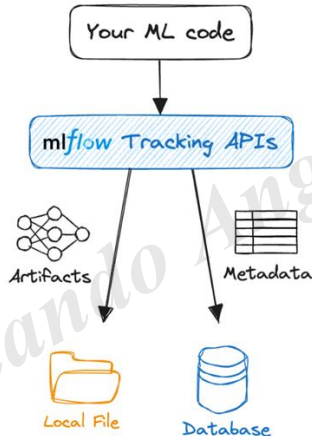 Your ML code
mlflow Tracking APIs
Artifacts
Metadata
Local File
Database